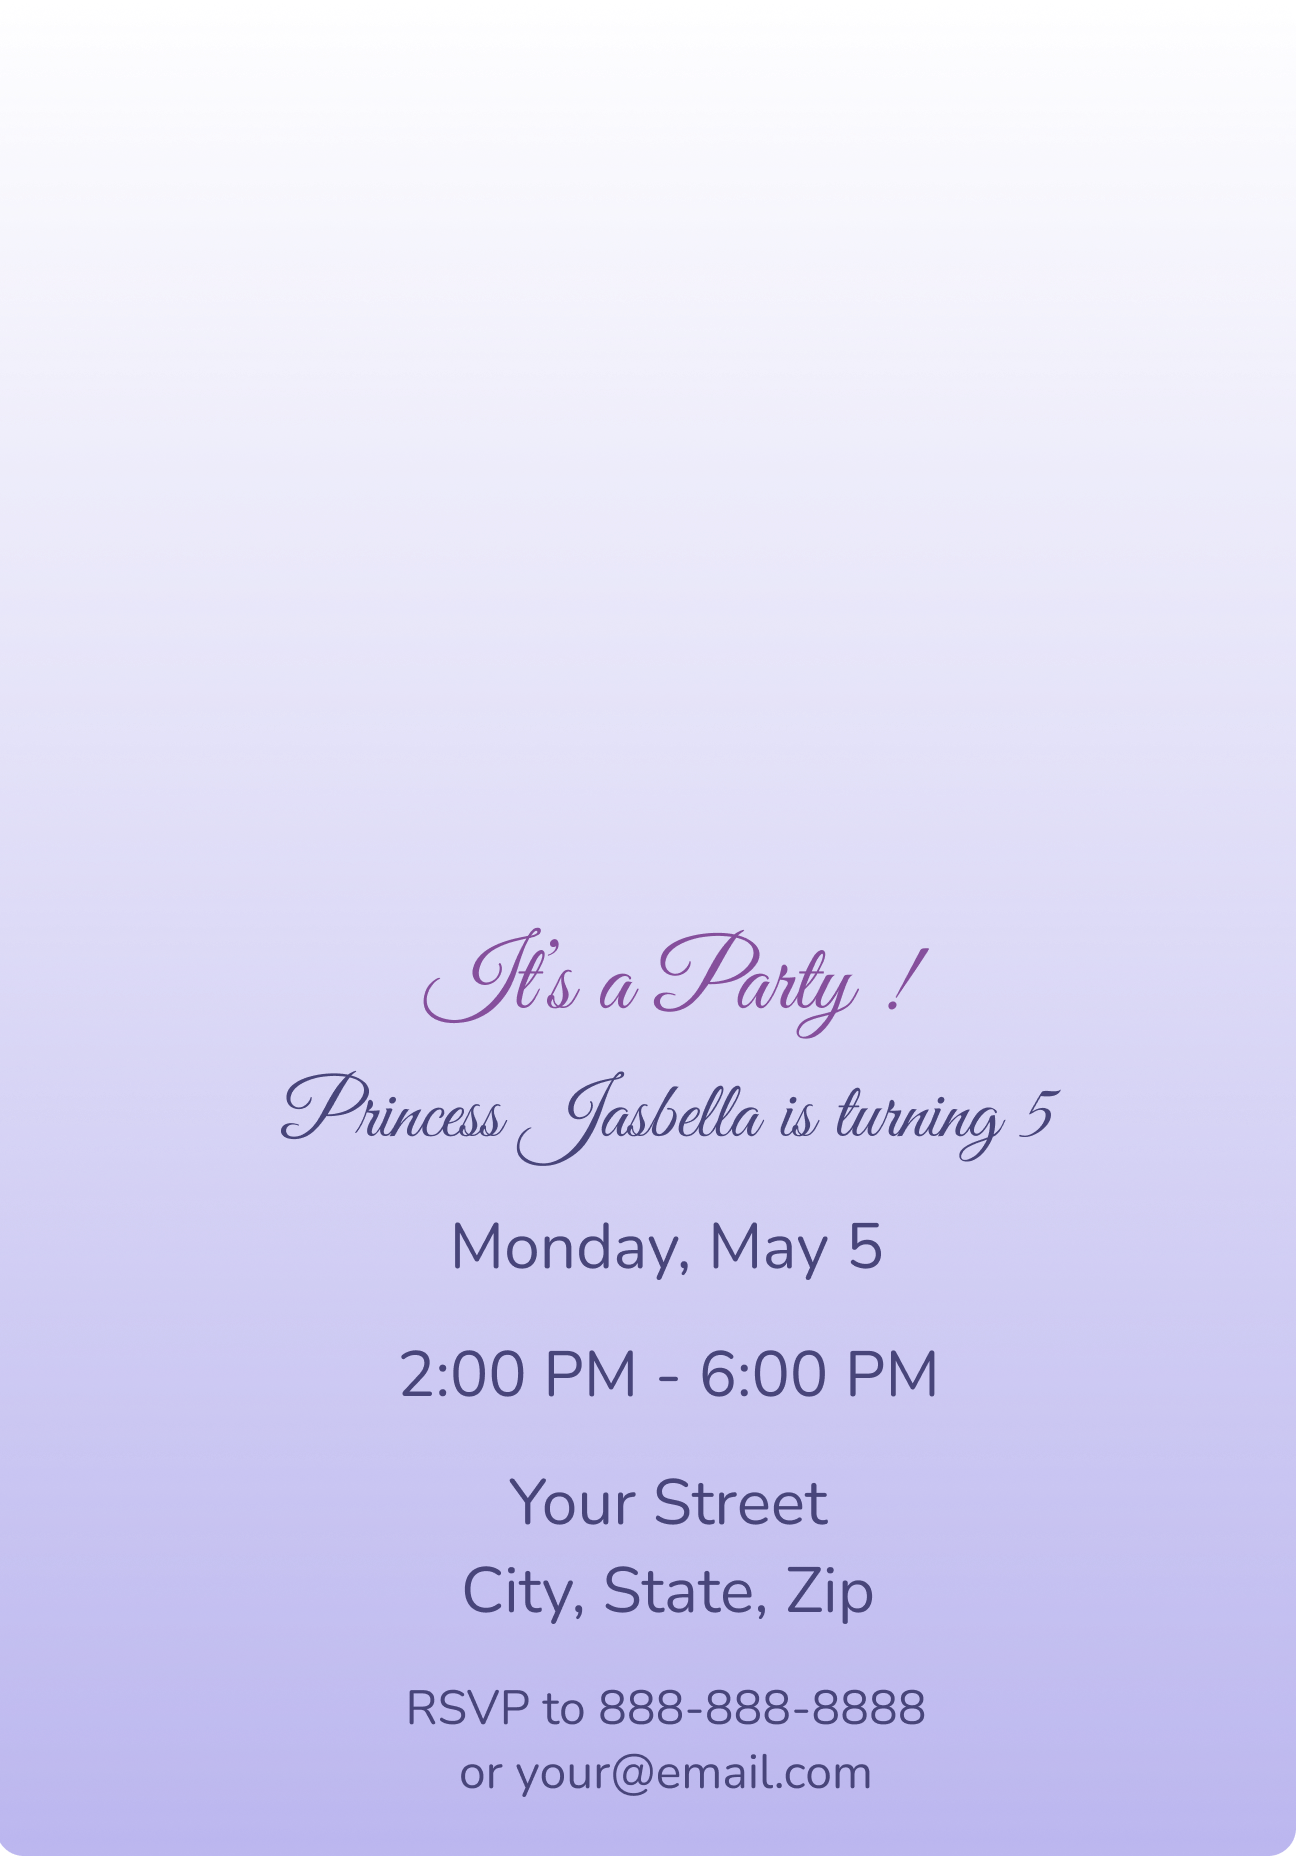 It's a Party !
Princess Jasbella is turning 5
Monday, May 5
2:00 PM - 6:00 PM
Your Street
City, State, Zip
RSVP to 888-888-8888
or your@email.com